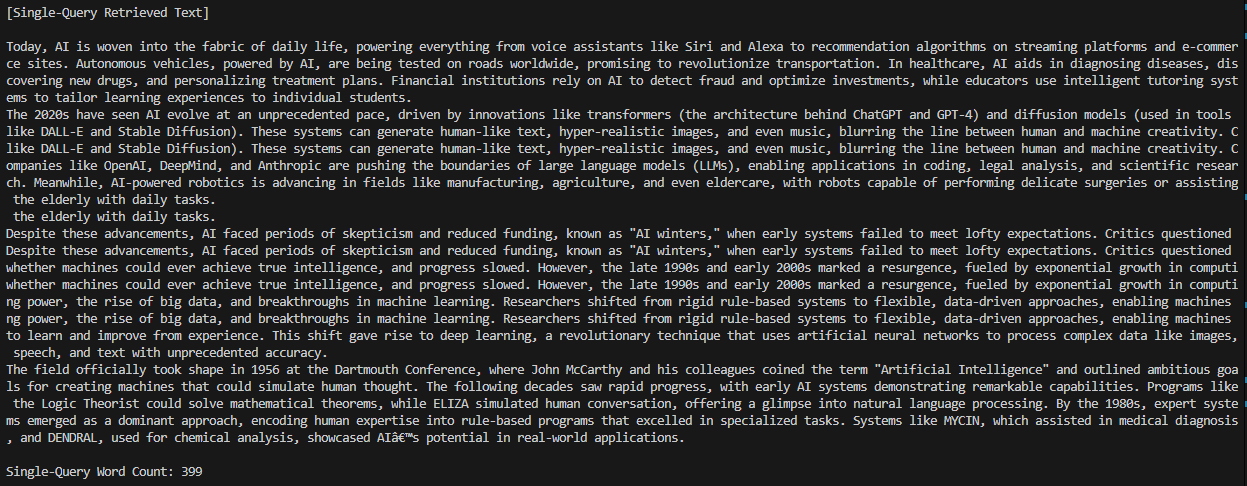 [Single-Query Retrieved Text]
Today, AI is woven into the fabric of daily life, powering everything from voice assistants like Siri and Alexa to recommendation algorithms on streaming platforms and e-commer
ce sites. Autonomous vehicles, powered by AI, are being tested on roads worldwide, promising to revolutionize transportation. In healthcare, AI aids in diagnosing diseases, dis
covering new drugs, and personalizing treatment plans. Financial institutions rely on AI to detect fraud and optimize investments, while educators use intelligent tutoring syst
ems to tailor learning experiences to individual students.
The 2020s have seen AI evolve at an unprecedented pace, driven by innovations like transformers (the architecture behind ChatGPT and GPT-4) and diffusion models (used in tools
like DALL-E and Stable Diffusion). These systems can generate human-like text, hyper-realistic images, and even music, blurring the line between human and machine creativity. C
like DALL-E and Stable Diffusion). These systems can generate human-like text, hyper-realistic images, and even music, blurring the line between human and machine creativity. C
ompanies like OpenAI, DeepMind, and Anthropic are pushing the boundaries of large language models (LLMs), enabling applications in coding, legal analysis, and scientific resear
ch. Meanwhile, AI-powered robotics is advancing in fields like manufacturing, agriculture, and even eldercare, with robots capable of performing delicate surgeries or assisting
the elderly with daily tasks.
the elderly with daily tasks.
Despite these advancements, AI faced periods of skepticism and reduced funding, known as "AI winters," when early systems failed to meet lofty expectations. Critics questioned
Despite these advancements, AI faced periods of skepticism and reduced funding, known as "AI winters," when early systems failed to meet lofty expectations. Critics questioned
whether machines could ever achieve true intelligence, and progress slowed. However, the late 1990s and early 2000s marked a resurgence, fueled by exponential growth in computi
whether machines could ever achieve true intelligence, and progress slowed. However, the late 1990s and early 2000s marked a resurgence, fueled by exponential growth in computi
ng power, the rise of big data, and breakthroughs in machine learning. Researchers shifted from rigid rule-based systems to flexible, data-driven approaches, enabling machines
ng power, the rise of big data, and breakthroughs in machine learning. Researchers shifted from rigid rule-based systems to flexible, data-driven approaches, enabling machines
to learn and improve from experience. This shift gave rise to deep learning, a revolutionary technique that uses artificial neural networks to process complex data like images,
speech, and text with unprecedented accuracy.
The field officially took shape in 1956 at the Dartmouth Conference, where John McCarthy and his colleagues coined the term "Artificial Intelligence" and outlined ambitious goa
ls for creating machines that could simulate human thought. The following decades saw rapid progress, with early AI systems demonstrating remarkable capabilities. Programs like
the Logic Theorist could solve mathematical theorems, while ELIZA simulated human conversation, offering a glimpse into natural language processing. By the 1980s, expert syste
ms emerged as a dominant approach, encoding human expertise into rule-based programs that excelled in specialized tasks. Systems like MYCIN, which assisted in medical diagnosis
, and DENDRAL, used for chemical analysis, showcased AIâ€™s potential in real-world applications.
Single-Query Word Count: 399